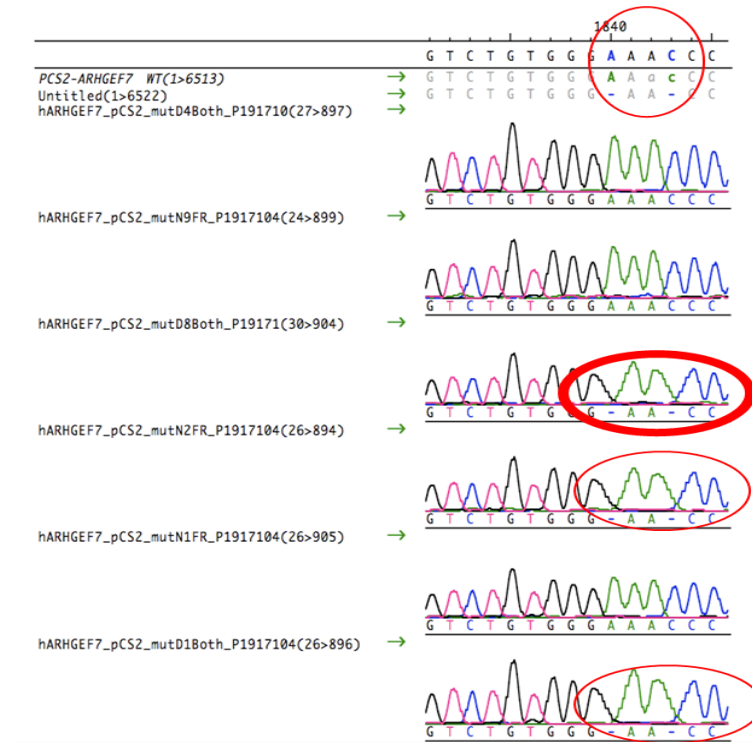 1840
G T C T G T G G G A A A C C C
PCS2-ARHGEF7 WT(1>6513) → G T C T G T G G G A A a c C C
Untitled(1>6522) → G T C T G T G G G - A A - C C
hARHGEF7_pCS2_mutD4Both_P191710(27>897) →
G T C T G T G G G A A A C C C
hARHGEF7_pCS2_mutN9FR_P1917104(24>899) →
G T C T G T G G G A A A C C C
hARHGEF7_pCS2_mutD8Both_P19171(30>904) →
G T C T G T G G G - A A - C C
hARHGEF7_pCS2_mutN2FR_P1917104(26>894) →
G T C T G T G G G - A A - C C
hARHGEF7_pCS2_mutN1FR_P1917104(26>905) →
G T C T G T G G G A A A C C C
hARHGEF7_pCS2_mutD1Both_P1917104(26>896) →
G T C T G T G G G - A A - C C